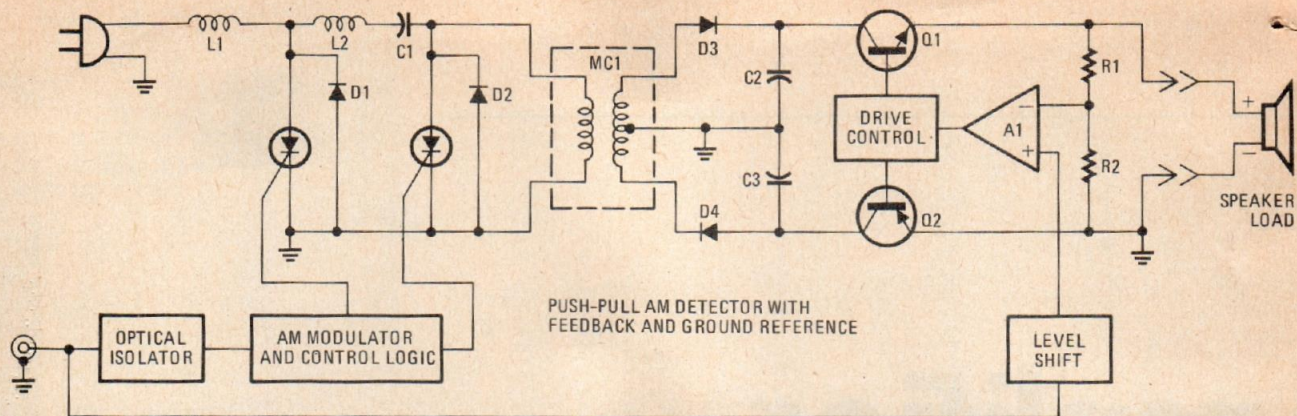 L1
L2
C1
D1
D2
MC1
D3
C2
C3
D4
Q1
Q2
DRIVE
CONTROL
A1
−
+
R1
R2
+
−
SPEAKER
LOAD
PUSH-PULL AM DETECTOR WITH
FEEDBACK AND GROUND REFERENCE
OPTICAL
ISOLATOR
AM MODULATOR
AND CONTROL LOGIC
LEVEL
SHIFT